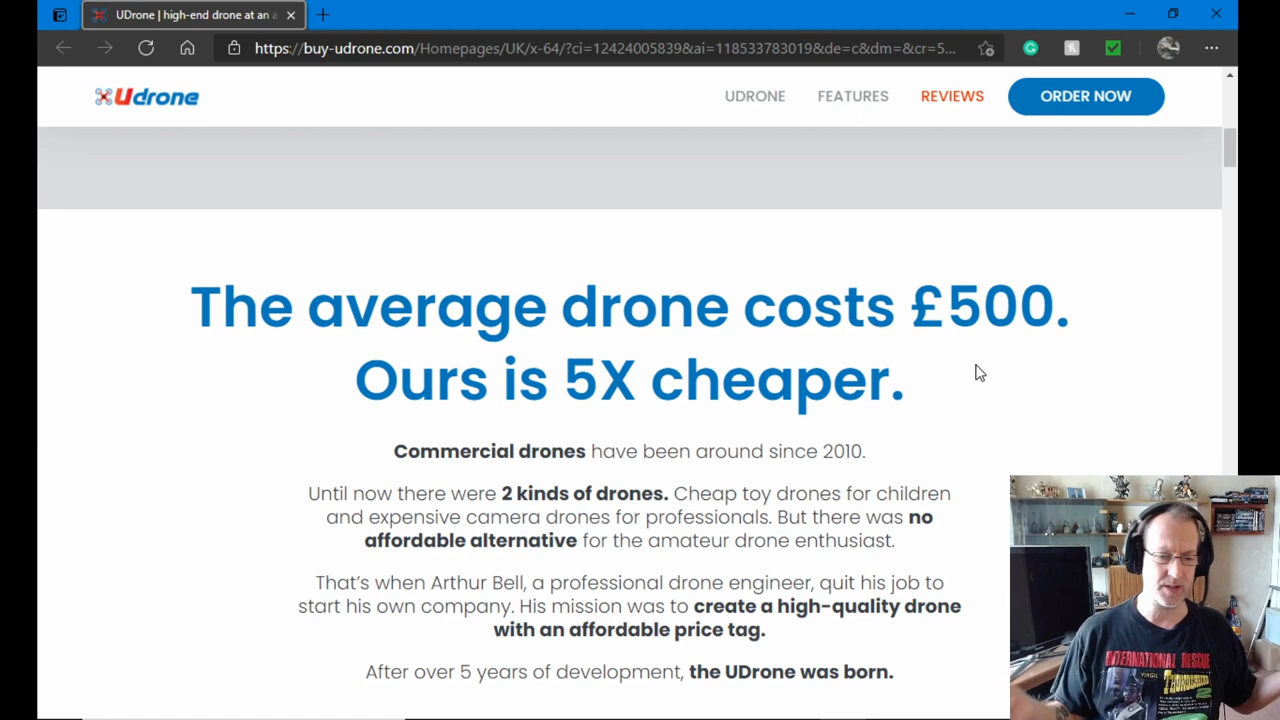 UDrone | high-end drone at an a
https://buy-udrone.com/Homepages/UK/x-64/?ci=12424005839&ai=118533783019&de=c&dm=&cr=5...
Udrone
UDRONE
FEATURES
REVIEWS
ORDER NOW
The average drone costs £500.
Ours is 5X cheaper.
Commercial drones have been around since 2010.
Until now there were 2 kinds of drones. Cheap toy drones for children
and expensive camera drones for professionals. But there was no
affordable alternative for the amateur drone enthusiast.
That's when Arthur Bell, a professional drone engineer, quit his job to
start his own company. His mission was to create a high-quality drone
with an affordable price tag.
After over 5 years of development, the UDrone was born.
INTERNATIONAL RESCUE
VIRGIL
THUNDERBIRD
2